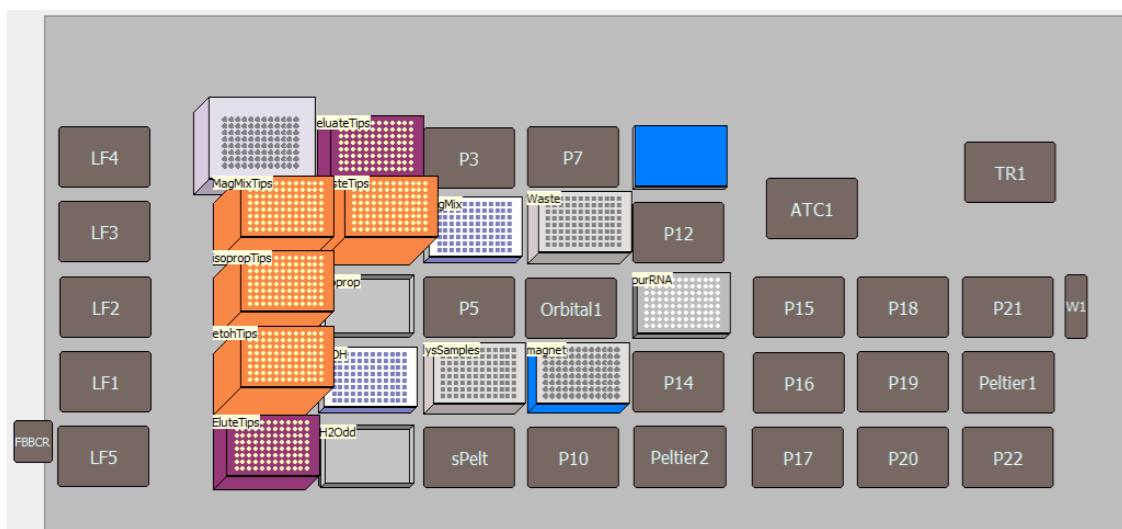 eluateTips
P3
P7
LF4
TR1
MagMixTips
steTips
gMix
Waste
ATC1
LF3
P12
isopropTips
oprop
purRNA
LF2
P5
Orbital1
P15
P18
P21
W1
etohTips
OH
lysSamples
magnet
LF1
P14
P16
P19
Peltier1
EluteTips
H2Odd
FBBCR
LF5
sPelt
P10
Peltier2
P17
P20
P22